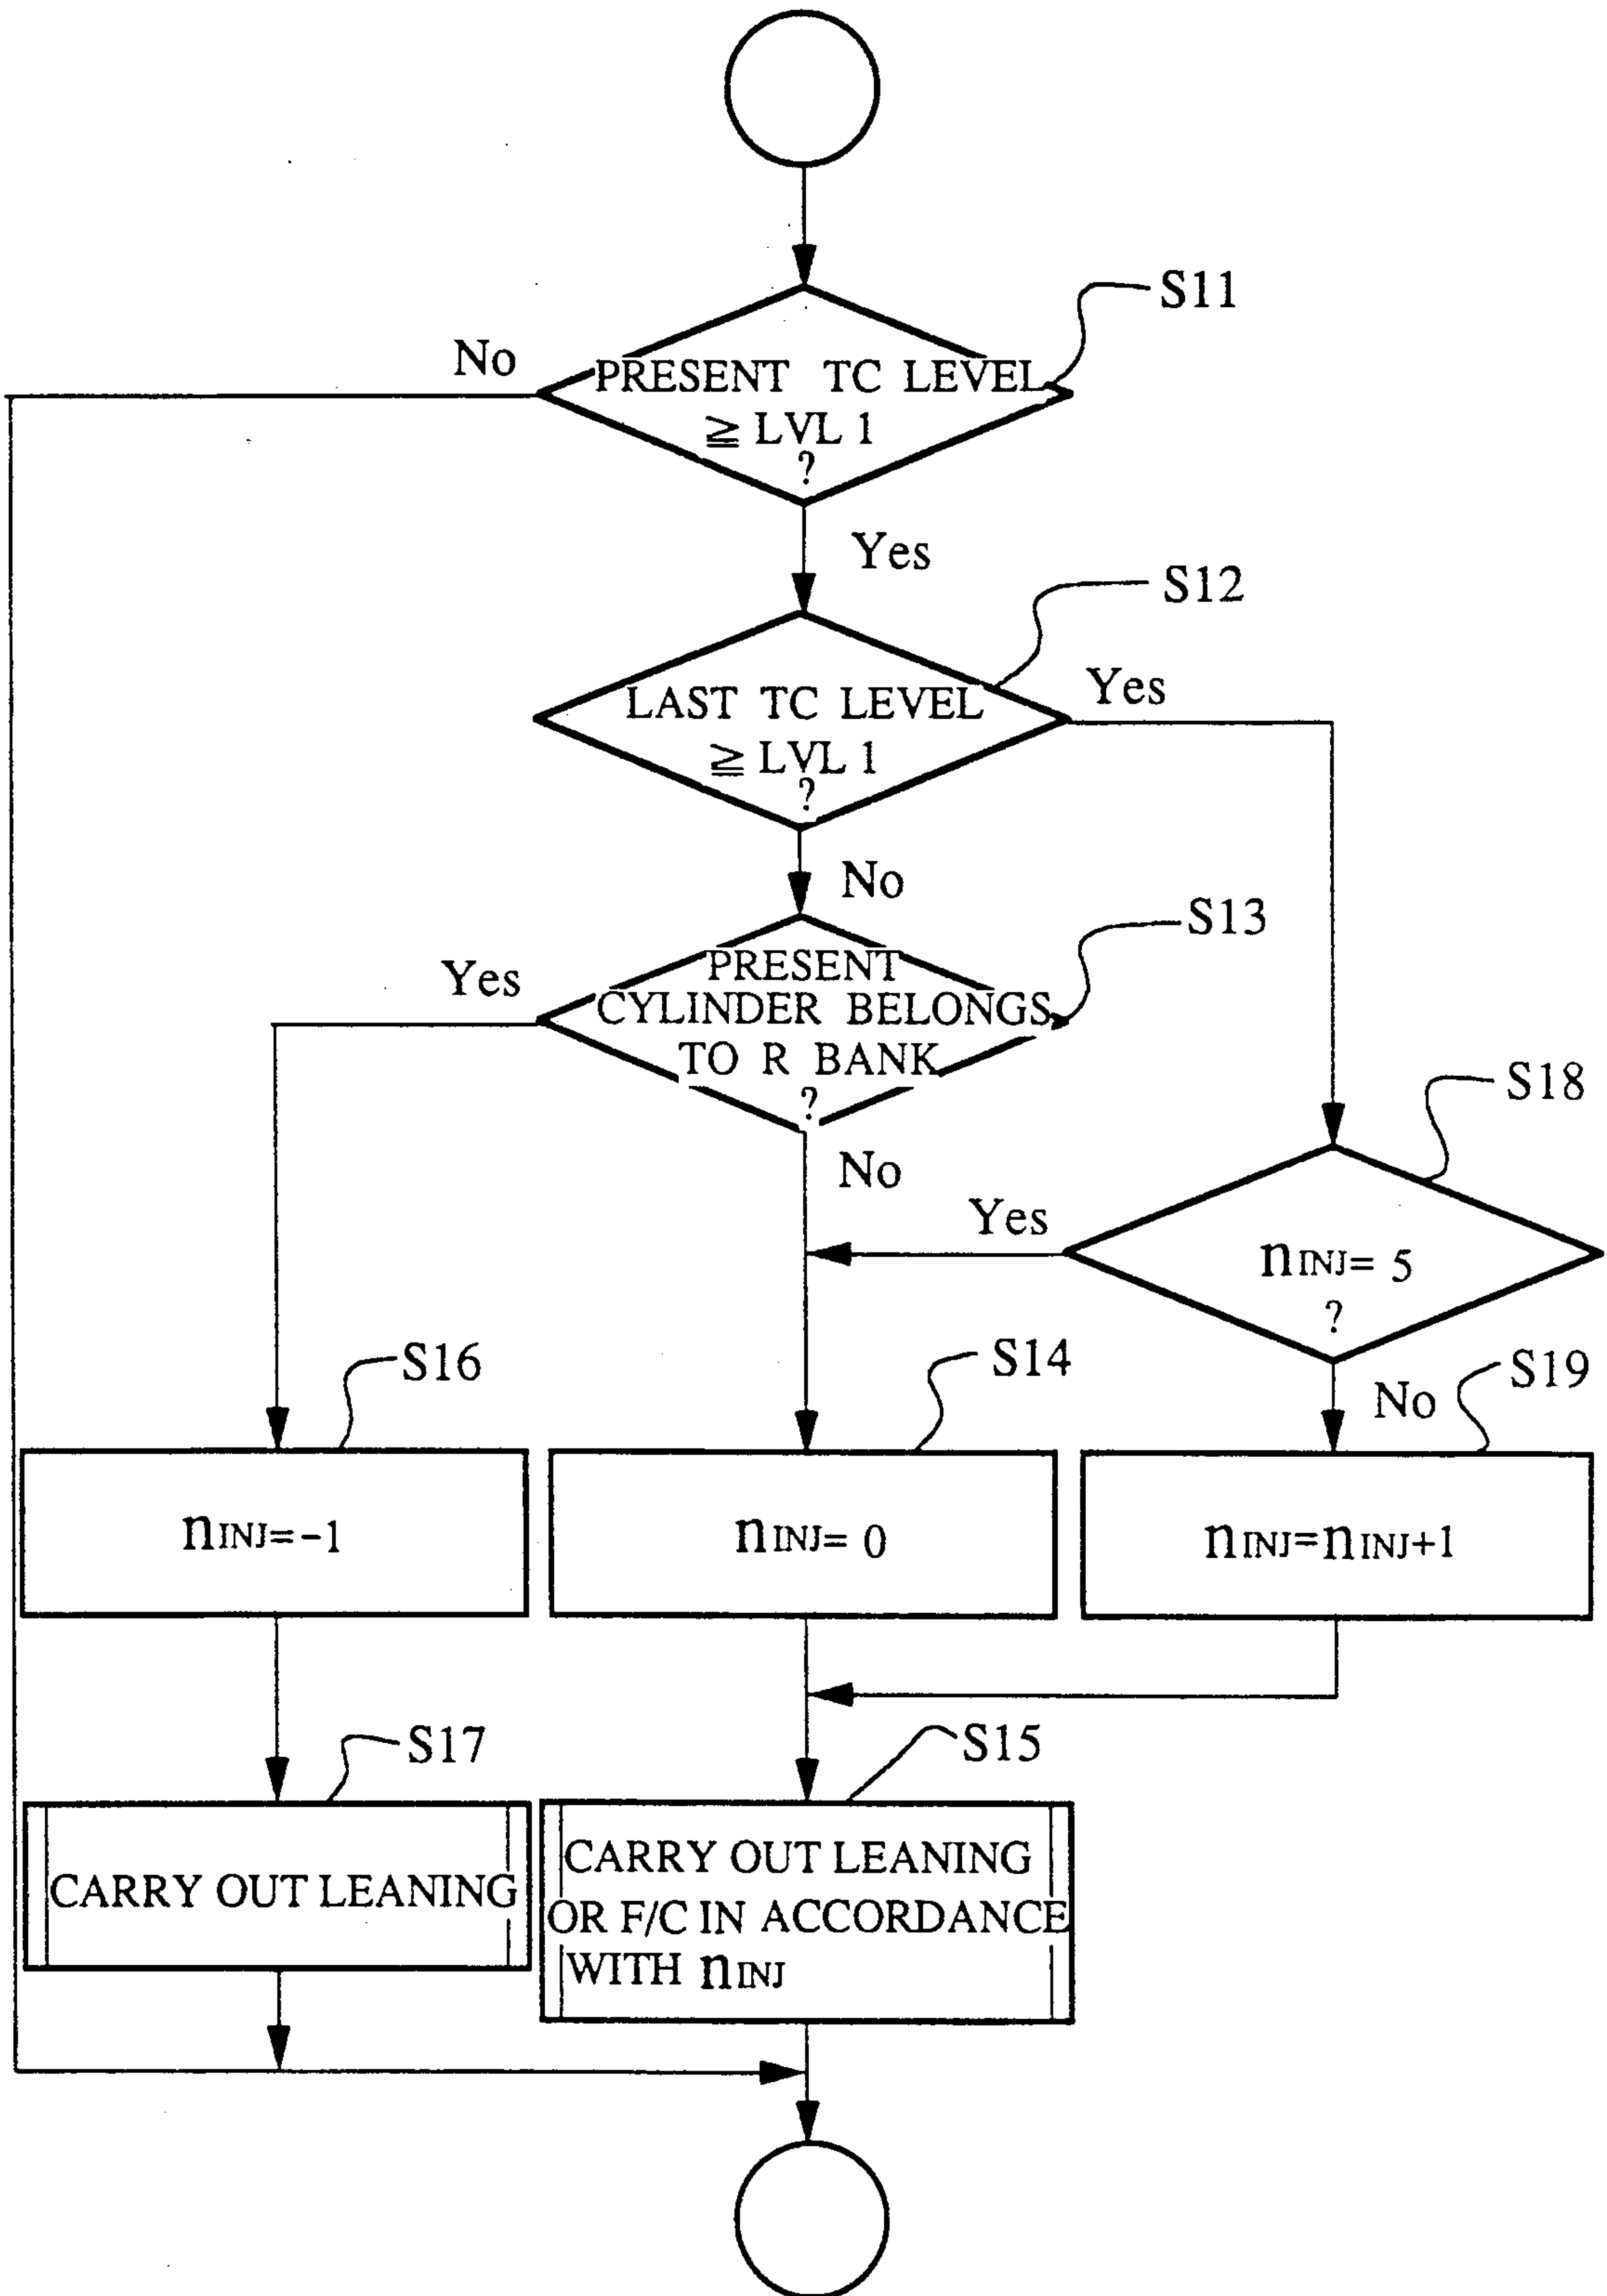 S11
No
PRESENT TC LEVEL
≧ LVL 1
?
Yes
S12
LAST TC LEVEL
≧ LVL 1
?
Yes
No
S13
Yes
PRESENT
CYLINDER BELONGS
TO R BANK
?
No
S18
Yes
nINJ= 5
?
No
S16
S14
S19
nINJ=-1
nINJ= 0
nINJ=nINJ+1
S17
S15
CARRY OUT LEANING
CARRY OUT LEANING
OR F/C IN ACCORDANCE
WITH nINJ